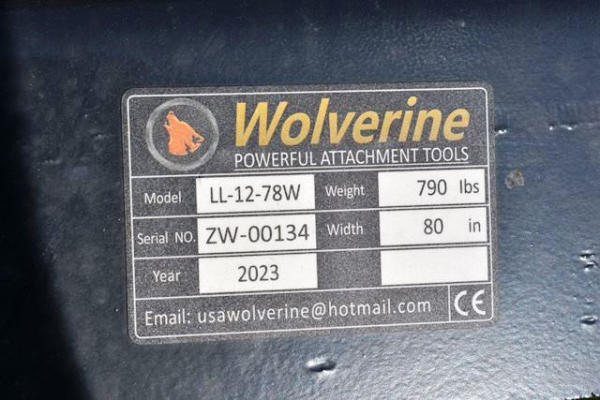 Wolverine
POWERFUL ATTACHMENT TOOLS
Model LL-12-78W Weight 790 lbs
Serial NO. ZW-00134 Width 80 in
Year 2023
Email: usawolverine@hotmail.com CE